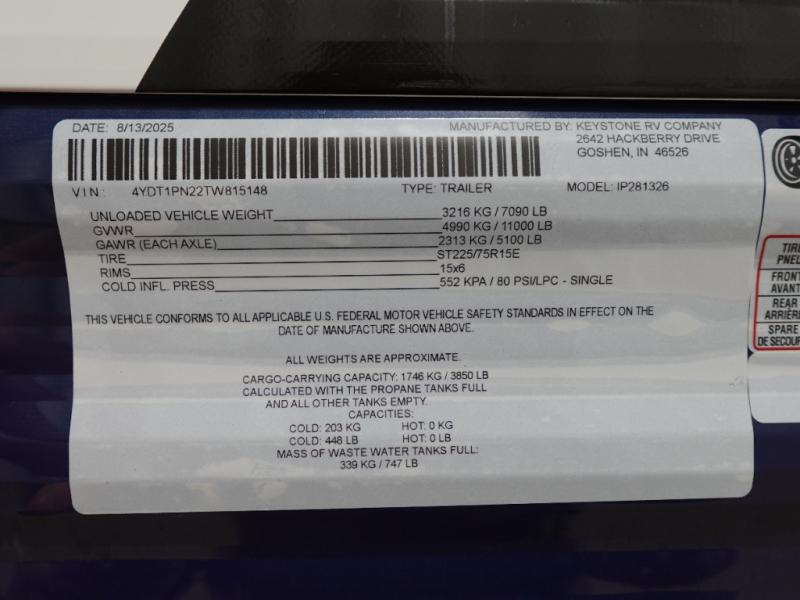 DATE: 8/13/2025
MANUFACTURED BY: KEYSTONE RV COMPANY
2642 HACKBERRY DRIVE
GOSHEN, IN 46526
V.I.N.: 4YDT1PN22TW815148 TYPE: TRAILER MODEL: IP281326
UNLOADED VEHICLE WEIGHT 3216 KG / 7090 LB
GVWR 4990 KG / 11000 LB
GAWR (EACH AXLE) 2313 KG / 5100 LB
TIRE ST225/75R15E
RIMS 15x6
COLD INFL. PRESS 552 KPA / 80 PSI/LPC - SINGLE
THIS VEHICLE CONFORMS TO ALL APPLICABLE U.S. FEDERAL MOTOR VEHICLE SAFETY STANDARDS IN EFFECT ON THE
DATE OF MANUFACTURE SHOWN ABOVE.
ALL WEIGHTS ARE APPROXIMATE.
CARGO-CARRYING CAPACITY: 1746 KG / 3850 LB
CALCULATED WITH THE PROPANE TANKS FULL
AND ALL OTHER TANKS EMPTY.
CAPACITIES:
COLD: 203 KG HOT: 0 KG
COLD: 448 LB HOT: 0 LB
MASS OF WASTE WATER TANKS FULL:
339 KG / 747 LB
TIRE
PNEU
FRONT
AVANT
REAR
ARRIÈRE
SPARE
DE SECOURS